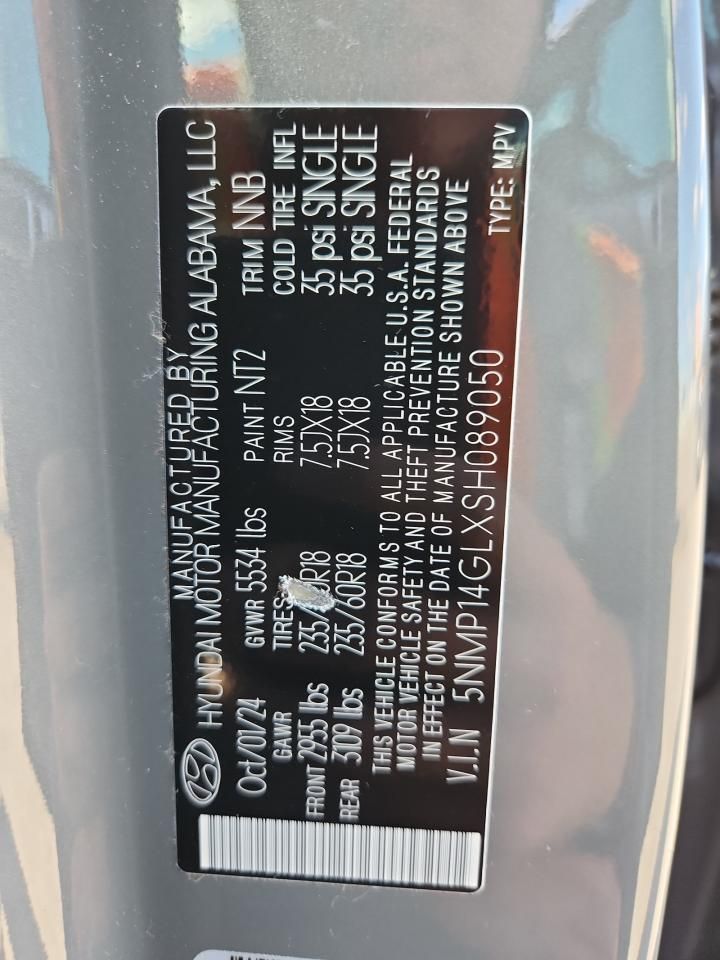 MANUFACTURED BY
HYUNDAI MOTOR MANUFACTURING ALABAMA, LLC
Oct/01/24 GVWR 5534 lbs PAINT NT2 TRIM NNB
GAWR TIRES RIMS COLD TIRE INFL
FRONT 2955 lbs 7.5JX18 35 psi SINGLE
REAR 3109 lbs 235/60R18 7.5JX18 35 psi SINGLE
THIS VEHICLE CONFORMS TO ALL APPLICABLE U.S.A. FEDERAL
MOTOR VEHICLE SAFETY AND THEFT PREVENTION STANDARDS
IN EFFECT ON THE DATE OF MANUFACTURE SHOWN ABOVE
V.I.N 5NMP14GLXSH089050 TYPE: MPV